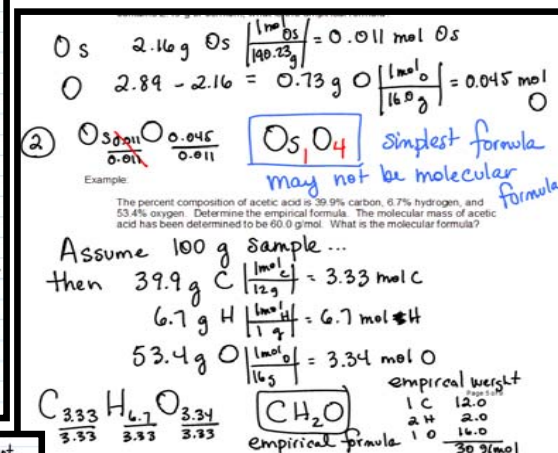 Os 2.16 g Os | 1 mol Os / 190.23 g | = 0.011 mol Os
O 2.89 - 2.16 = 0.73 g O | 1 mol O / 16.0 g | = 0.045 mol O
② Os 0.011/0.011 O 0.045/0.011 Os1O4 simplest formula
may not be molecular formula
Example:
The percent composition of acetic acid is 39.9% carbon, 6.7% hydrogen, and
53.4% oxygen. Determine the empirical formula. The molecular mass of acetic
acid has been determined to be 60.0 g/mol. What is the molecular formula?
Assume 100 g sample ...
then 39.9 g C | 1 mol C / 12 g | = 3.33 mol C
6.7 g H | 1 mol H / 1 g | = 6.7 mol H
53.4 g O | 1 mol O / 16 g | = 3.34 mol O
C 3.33/3.33 H 6.7/3.33 O 3.34/3.33 CH2O
empirical formula
empircal weight
1 C 12.0
2 H 2.0
1 O 16.0
30 g/mol